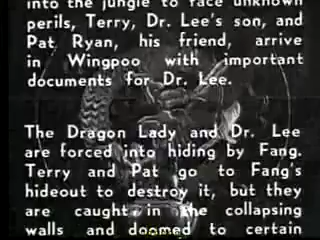 into the jungle to face unknown
perils, Terry, Dr. Lee's son, and
Pat Ryan, his friend, arrive
in Wingpoo with important
documents for Dr. Lee.
The Dragon Lady and Dr. Lee
are forced into hiding by Fang.
Terry and Pat go to Fang's
hideout to destroy it, but they
are caught in the collapsing
walls and doomed to certain